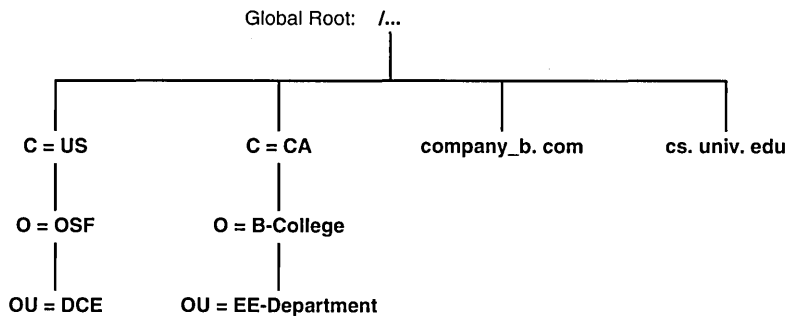 Global Root: /...
C = US C = CA company_b. com cs. univ. edu
O = OSF O = B-College
OU = DCE OU = EE-Department